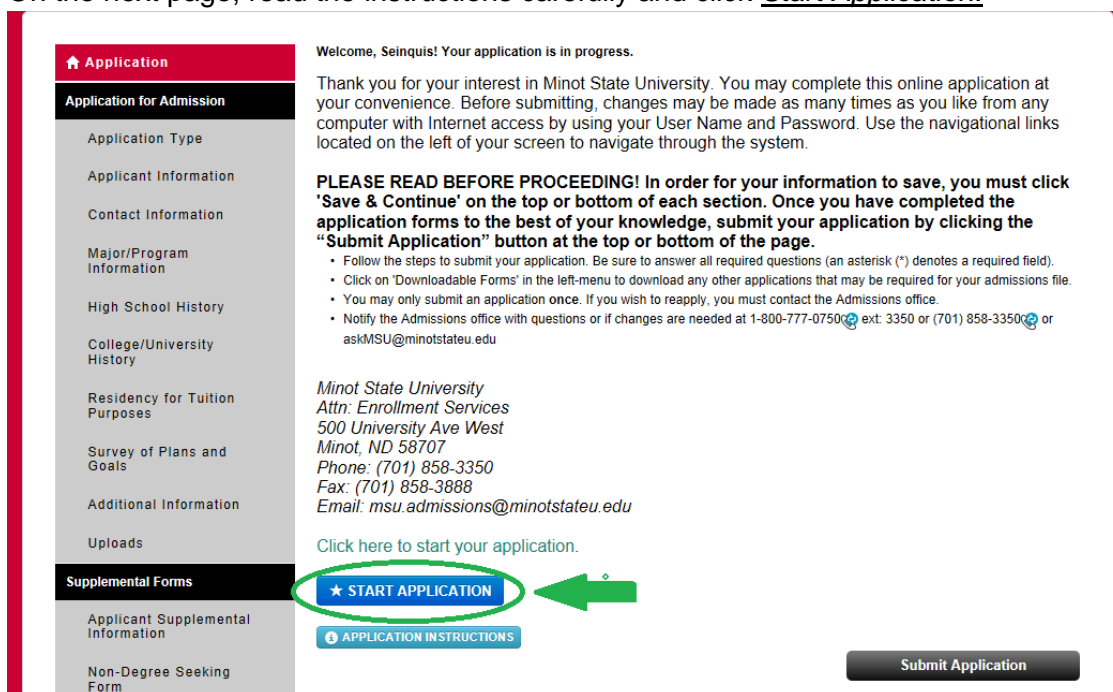 On the next page, read the instructions carefully and click Start Application.
Application
Application for Admission
Application Type
Applicant Information
Contact Information
Major/Program
Information
High School History
College/University
History
Residency for Tuition
Purposes
Survey of Plans and
Goals
Additional Information
Uploads
Supplemental Forms
Applicant Supplemental
Information
Non-Degree Seeking
Form
Welcome, Seinquis! Your application is in progress.
Thank you for your interest in Minot State University. You may complete this online application at
your convenience. Before submitting, changes may be made as many times as you like from any
computer with Internet access by using your User Name and Password. Use the navigational links
located on the left of your screen to navigate through the system.
PLEASE READ BEFORE PROCEEDING! In order for your information to save, you must click
'Save & Continue' on the top or bottom of each section. Once you have completed the
application forms to the best of your knowledge, submit your application by clicking the
“Submit Application” button at the top or bottom of the page.
• Follow the steps to submit your application. Be sure to answer all required questions (an asterisk (*) denotes a required field).
• Click on 'Downloadable Forms' in the left-menu to download any other applications that may be required for your admissions file.
• You may only submit an application once. If you wish to reapply, you must contact the Admissions office.
• Notify the Admissions office with questions or if changes are needed at 1-800-777-0750 ext: 3350 or (701) 858-3350 or
askMSU@minotstateu.edu
Minot State University
Attn: Enrollment Services
500 University Ave West
Minot, ND 58707
Phone: (701) 858-3350
Fax: (701) 858-3888
Email: msu.admissions@minotstateu.edu
Click here to start your application.
★ START APPLICATION
APPLICATION INSTRUCTIONS
Submit Application